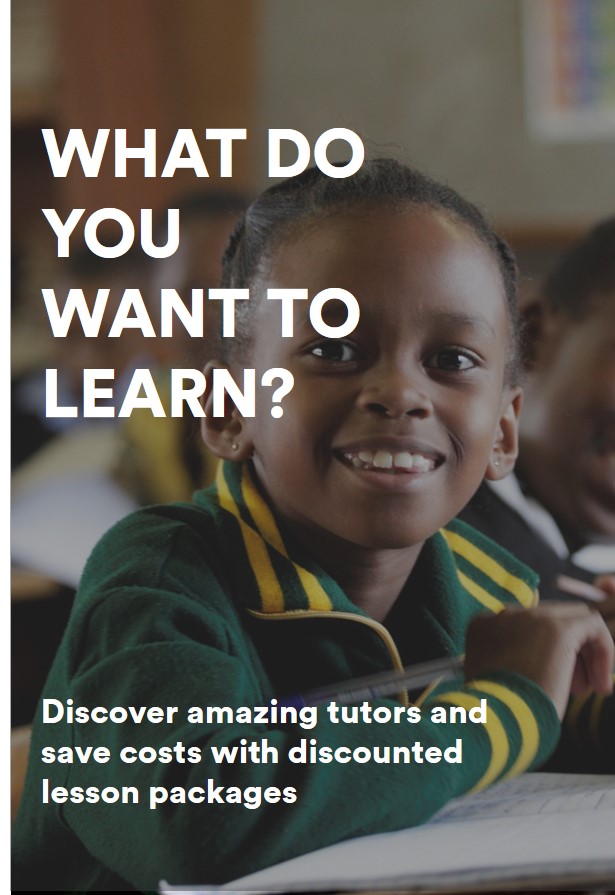 WHAT DO
YOU
WANT TO
LEARN?
Discover amazing tutors and
save costs with discounted
lesson packages